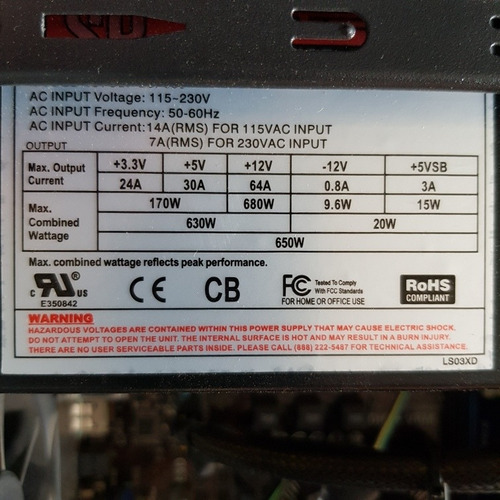 AC INPUT Voltage: 115~230V
AC INPUT Frequency: 50-60Hz
AC INPUT Current:14A(RMS) FOR 115VAC INPUT
7A(RMS) FOR 230VAC INPUT
OUTPUT
Max. Output Current +3.3V +5V +12V -12V +5VSB
24A 30A 64A 0.8A 3A
Max. Combined Wattage 170W 680W 9.6W 15W
630W 20W
650W
Max. combined wattage reflects peak performance.
c RU ® US
E350842
CE
CB
FC Tested To Comply
With FCC Standards
FOR HOME OR OFFICE USE
RoHS
COMPLIANT
WARNING
HAZARDOUS VOLTAGES ARE CONTAINED WITHIN THIS POWER SUPPLY THAT MAY CAUSE ELECTRIC SHOCK.
DO NOT ATTEMPT TO OPEN THE UNIT. THE INTERNAL SURFACE IS HOT AND MAY RESULT IN A BURN INJURY.
THERE ARE NO USER SERVICEABLE PARTS INSIDE. PLEASE CALL (888) 222-5487 FOR TECHNICAL ASSISTANCE.
LS03XD